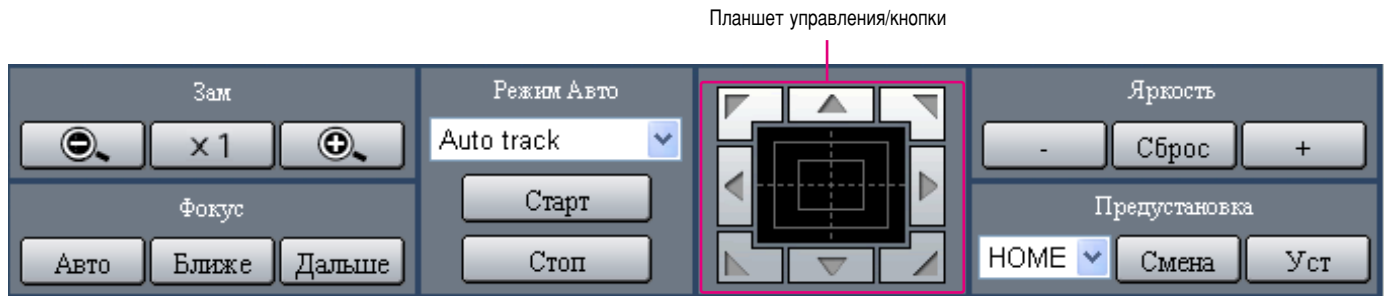 Планшет управления/кнопки
Зам
x 1
Фокус
Авто Ближе Дальше
Режим Авто
Auto track
Старт
Стоп
Яркость
- Сброс +
Предустановка
HOME Смена Уст